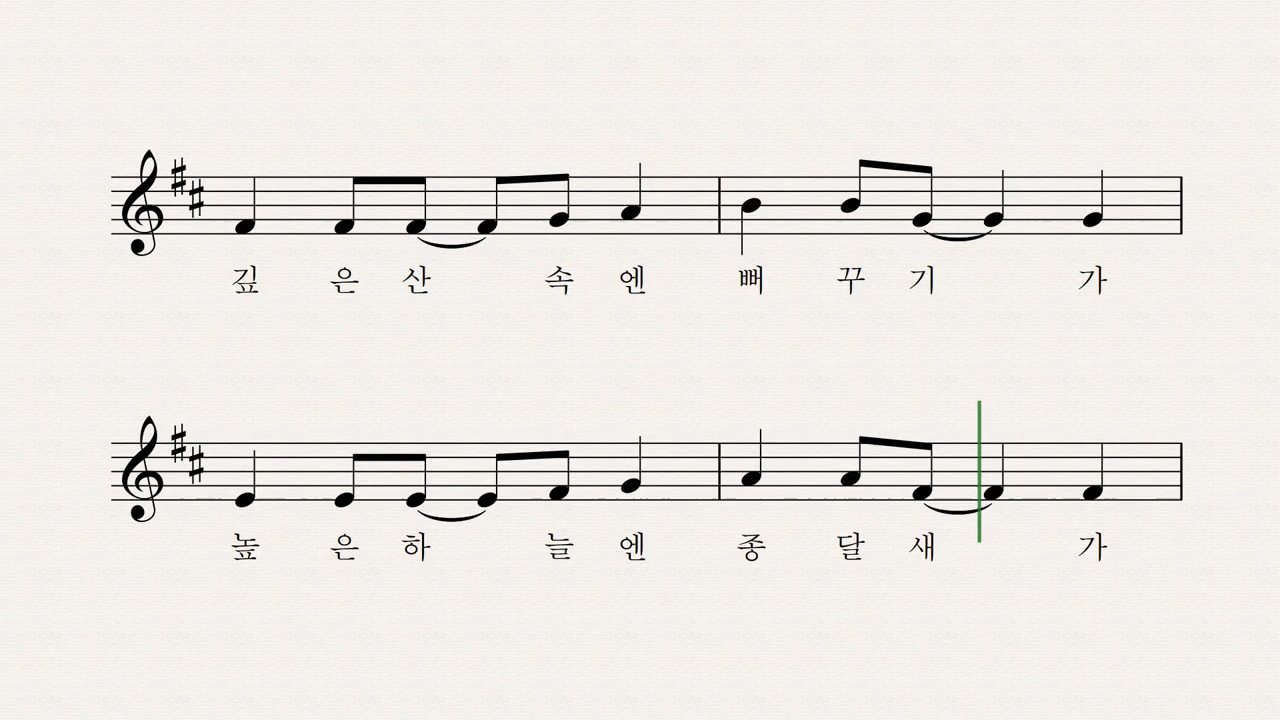 깊 은 산 속 엔 뻐 꾸 기 가
높 은 하 늘 엔 종 달 새 가